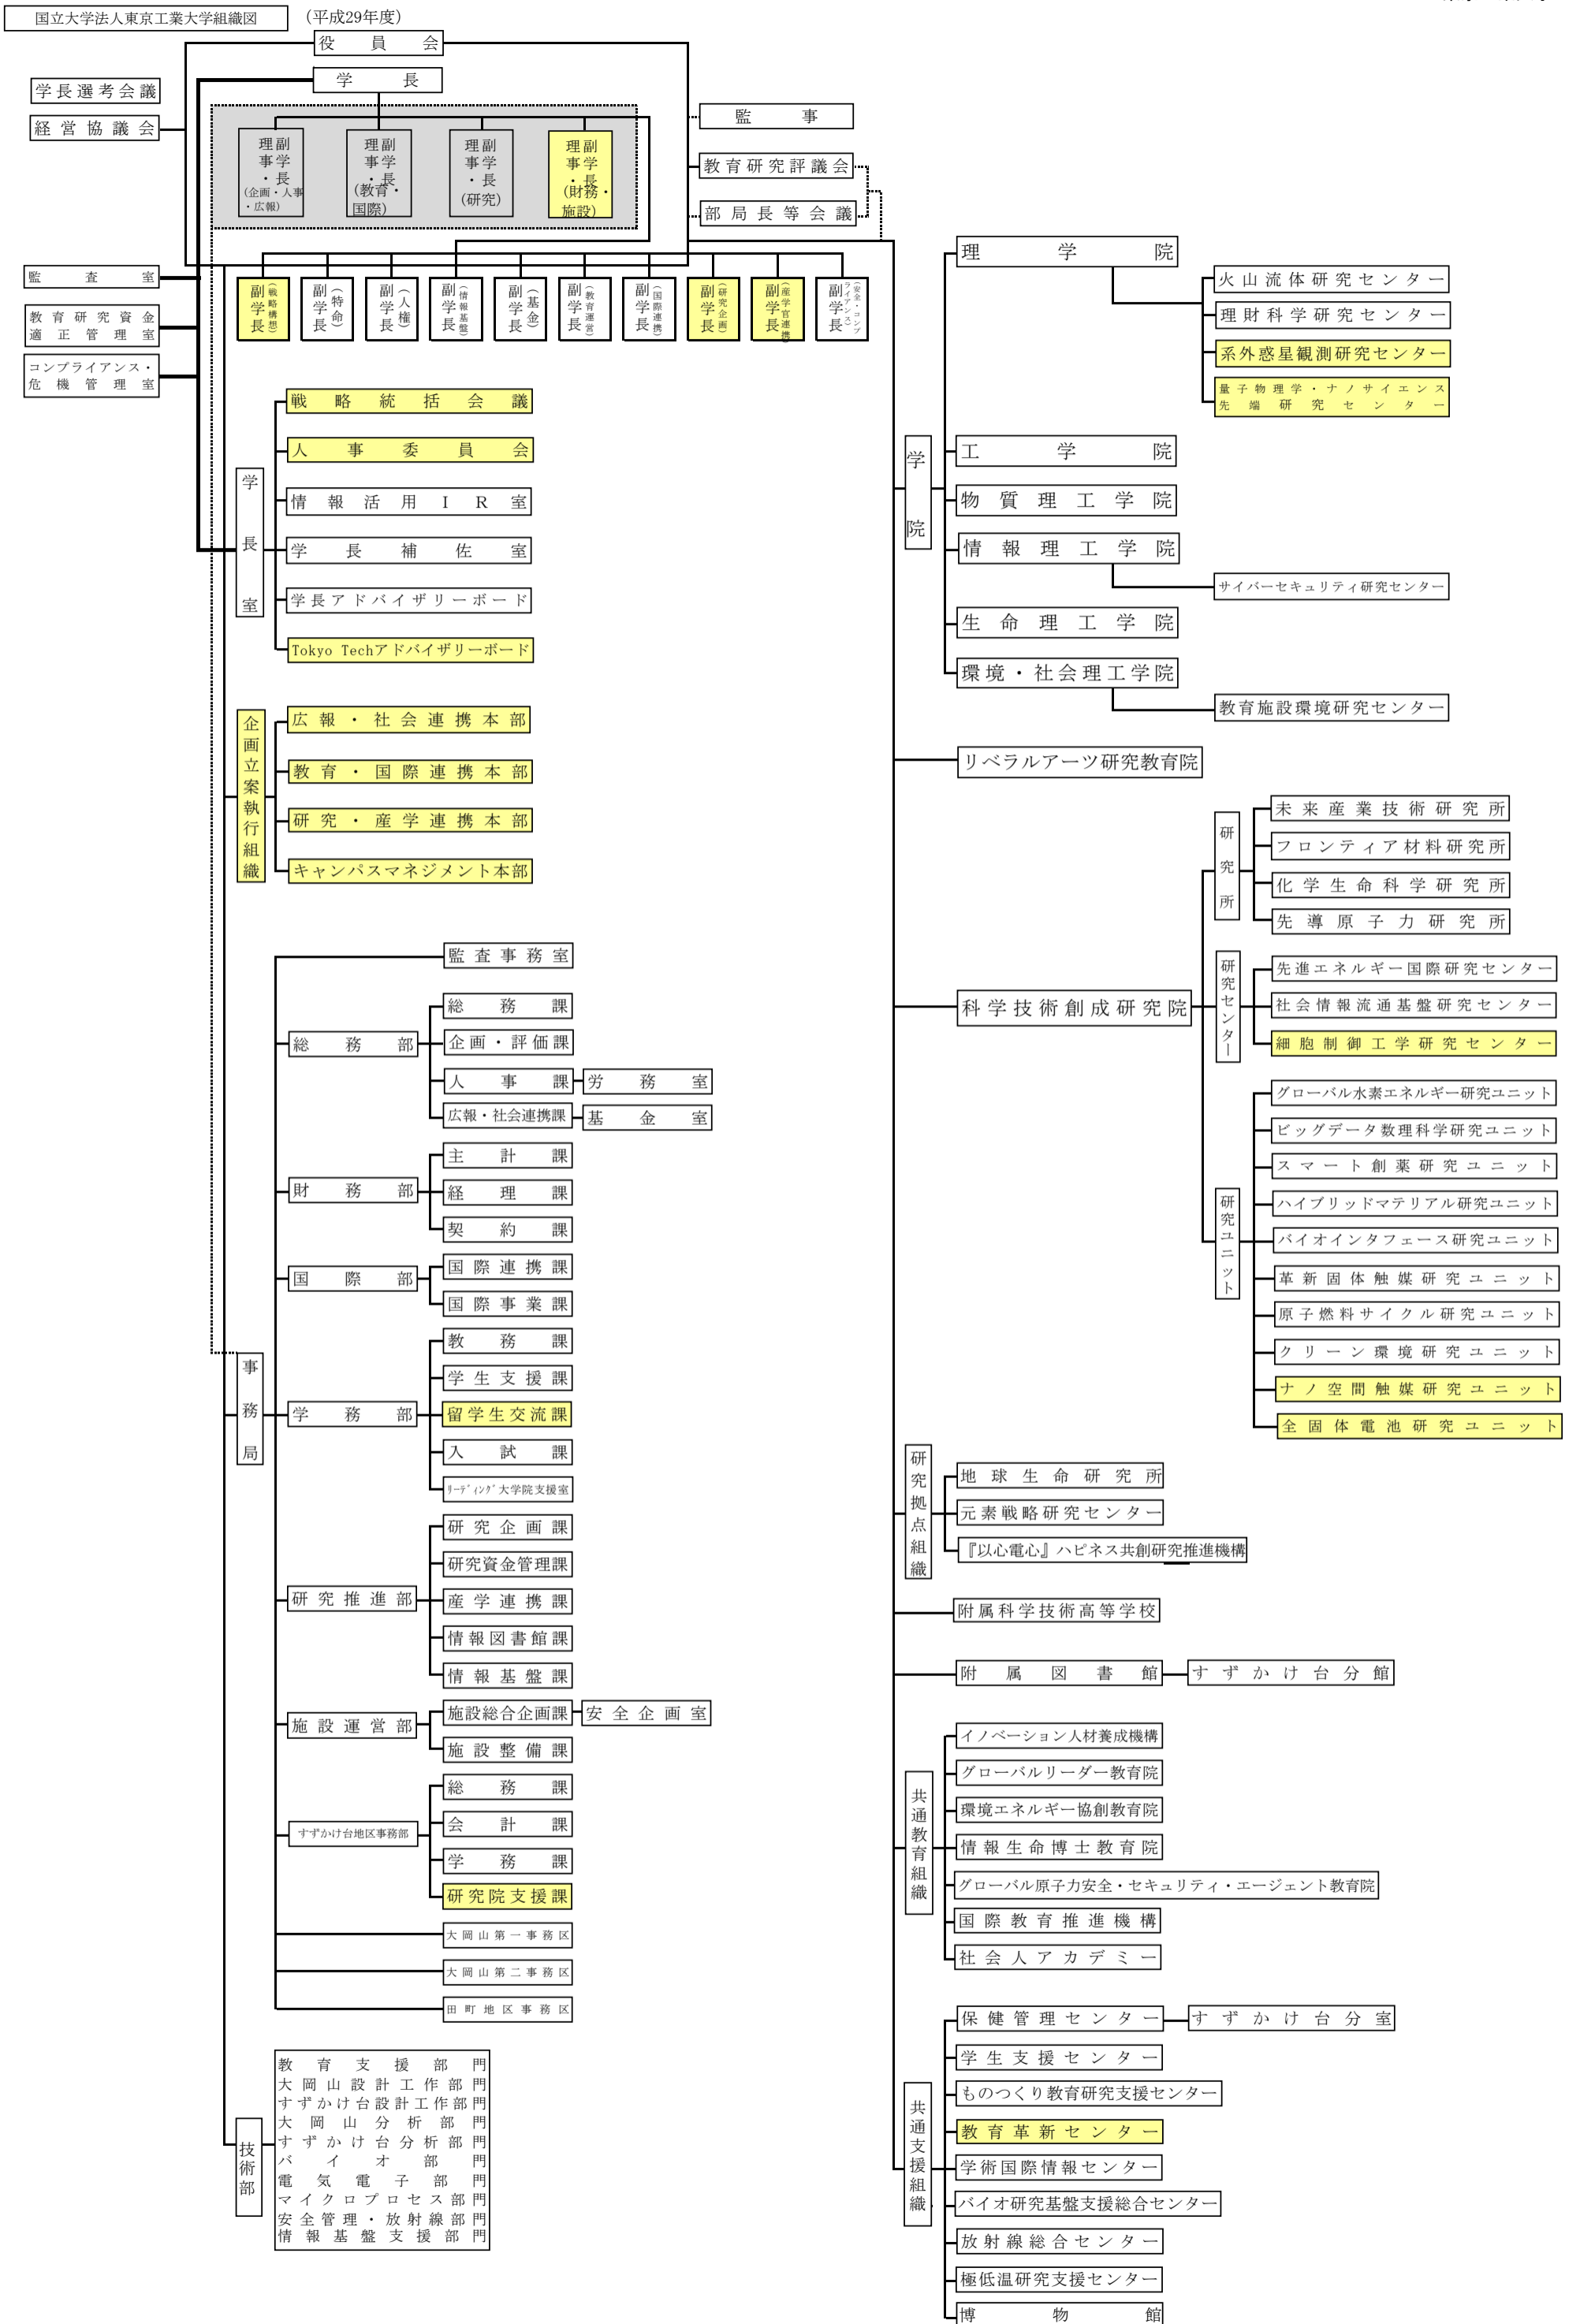 国立大学法人東京工業大学組織図
（平成29年度）
役員会
学長
学長選考会議
経営協議会
理事・副学長
（企画・人事・広報）
理事・副学長
（教育・国際）
理事・副学長
（研究）
理事・副学長
（財務・施設）
監事
教育研究評議会
部局長等会議
監査室
教育研究資金
適正管理室
コンプライアンス・
危機管理室
副学長（戦略構想）
副学長（特命）
副学長（人権）
副学長（情報基盤）
副学長（基金）
副学長（教育運営）
副学長（国際連携）
副学長（研究企画）
副学長（産学官連携）
副学長（安全・コンプライアンス）
学長室
戦略統括会議
人事委員会
情報活用ＩＲ室
学長補佐室
学長アドバイザリーボード
Tokyo Techアドバイザリーボード
企画立案執行組織
広報・社会連携本部
教育・国際連携本部
研究・産学連携本部
キャンパスマネジメント本部
事務局
監査事務室
総務部
総務課
企画・評価課
人事課
労務室
広報・社会連携課
基金室
財務部
主計課
経理課
契約課
国際部
国際連携課
国際事業課
学務部
教務課
学生支援課
留学生交流課
入試課
ﾘｰﾃﾞｨﾝｸﾞ大学院支援室
研究推進部
研究企画課
研究資金管理課
産学連携課
情報図書館課
情報基盤課
施設運営部
施設総合企画課
安全企画室
施設整備課
すずかけ台地区事務部
総務課
会計課
学務課
研究院支援課
大岡山第一事務区
大岡山第二事務区
田町地区事務区
技術部
教育支援部門
大岡山設計工作部門
すずかけ台設計工作部門
大岡山分析部門
すずかけ台分析部門
バイオ部門
電気電子部門
マイクロプロセス部門
安全管理・放射線部門
情報基盤支援部門
学院
理学院
火山流体研究センター
理財科学研究センター
系外惑星観測研究センター
量子物理学・ナノサイエンス
先端研究センター
工学院
物質理工学院
情報理工学院
サイバーセキュリティ研究センター
生命理工学院
環境・社会理工学院
教育施設環境研究センター
リベラルアーツ研究教育院
科学技術創成研究院
研究所
未来産業技術研究所
フロンティア材料研究所
化学生命科学研究所
先導原子力研究所
研究センター
先進エネルギー国際研究センター
社会情報流通基盤研究センター
細胞制御工学研究センター
研究ユニット
グローバル水素エネルギー研究ユニット
ビッグデータ数理科学研究ユニット
スマート創薬研究ユニット
ハイブリッドマテリアル研究ユニット
バイオインタフェース研究ユニット
革新固体触媒研究ユニット
原子燃料サイクル研究ユニット
クリーン環境研究ユニット
ナノ空間触媒研究ユニット
全固体電池研究ユニット
研究拠点組織
地球生命研究所
元素戦略研究センター
『以心電心』ハピネス共創研究推進機構
附属科学技術高等学校
附属図書館
すずかけ台分館
共通教育組織
イノベーション人材養成機構
グローバルリーダー教育院
環境エネルギー協創教育院
情報生命博士教育院
グローバル原子力安全・セキュリティ・エージェント教育院
国際教育推進機構
社会人アカデミー
共通支援組織
保健管理センター
すずかけ台分室
学生支援センター
ものつくり教育研究支援センター
教育革新センター
学術国際情報センター
バイオ研究基盤支援総合センター
放射線総合センター
極低温研究支援センター
博物館